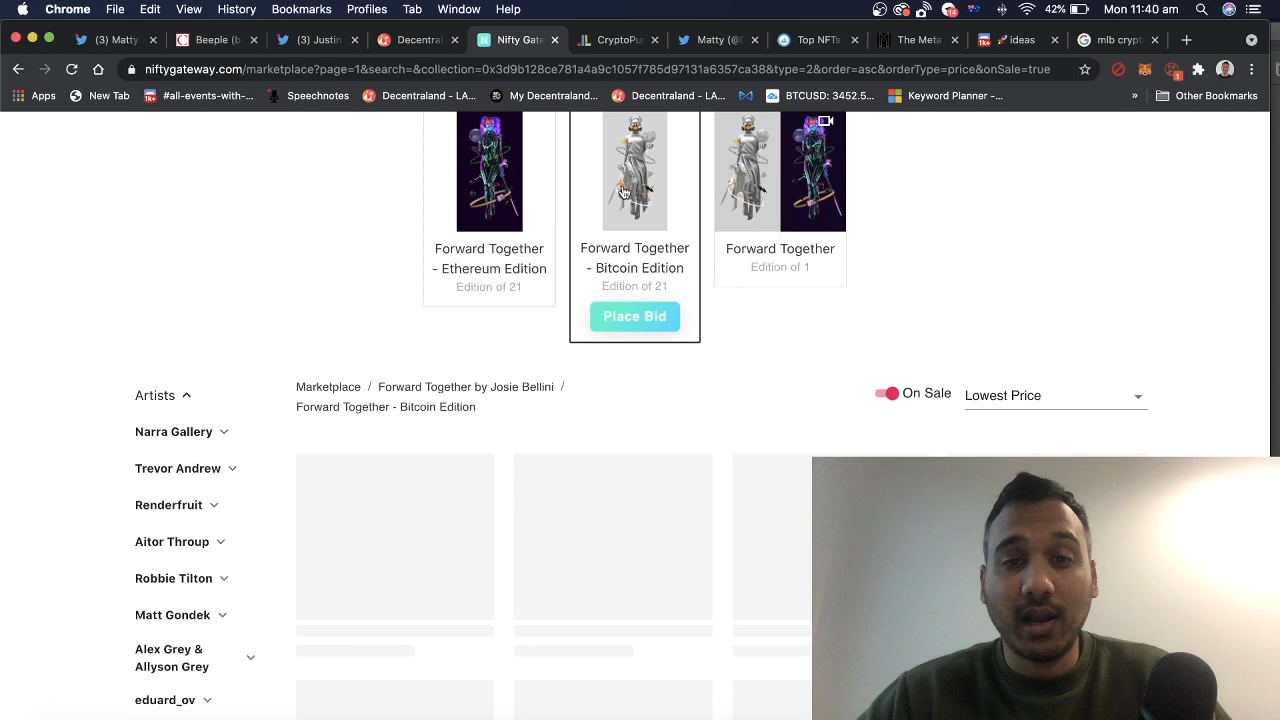 Chrome File Edit View History Bookmarks Profiles Tab Window Help 14 42% Mon 11:40 am
(3) Matty Beeple (b (3) Justin Decentral Nifty Gate CryptoPun Matty (@l Top NFTs The Meta ideas mlb crypt
niftygateway.com/marketplace?page=1&search=&collection=0x3d9b128ce781b4a9c1057f785d97131a6357ca38&type=2&order=asc&orderType=price&onSale=true 1
Apps New Tab #all-events-with-... Speechnotes Decentraland - LA... My Decentraland... Decentraland - LA... BTCUSD: 3452.5... Keyword Planner -... » Other Bookmarks
Forward Together
- Ethereum Edition
Edition of 21
Forward Together
- Bitcoin Edition
Edition of 21
Place Bid
Forward Together
Edition of 1
Marketplace / Forward Together by Josie Bellini /
Forward Together - Bitcoin Edition
On Sale Lowest Price
Artists
Narra Gallery
Trevor Andrew
Renderfruit
Aitor Throup
Robbie Tilton
Matt Gondek
Alex Grey &
Allyson Grey
eduard_ov